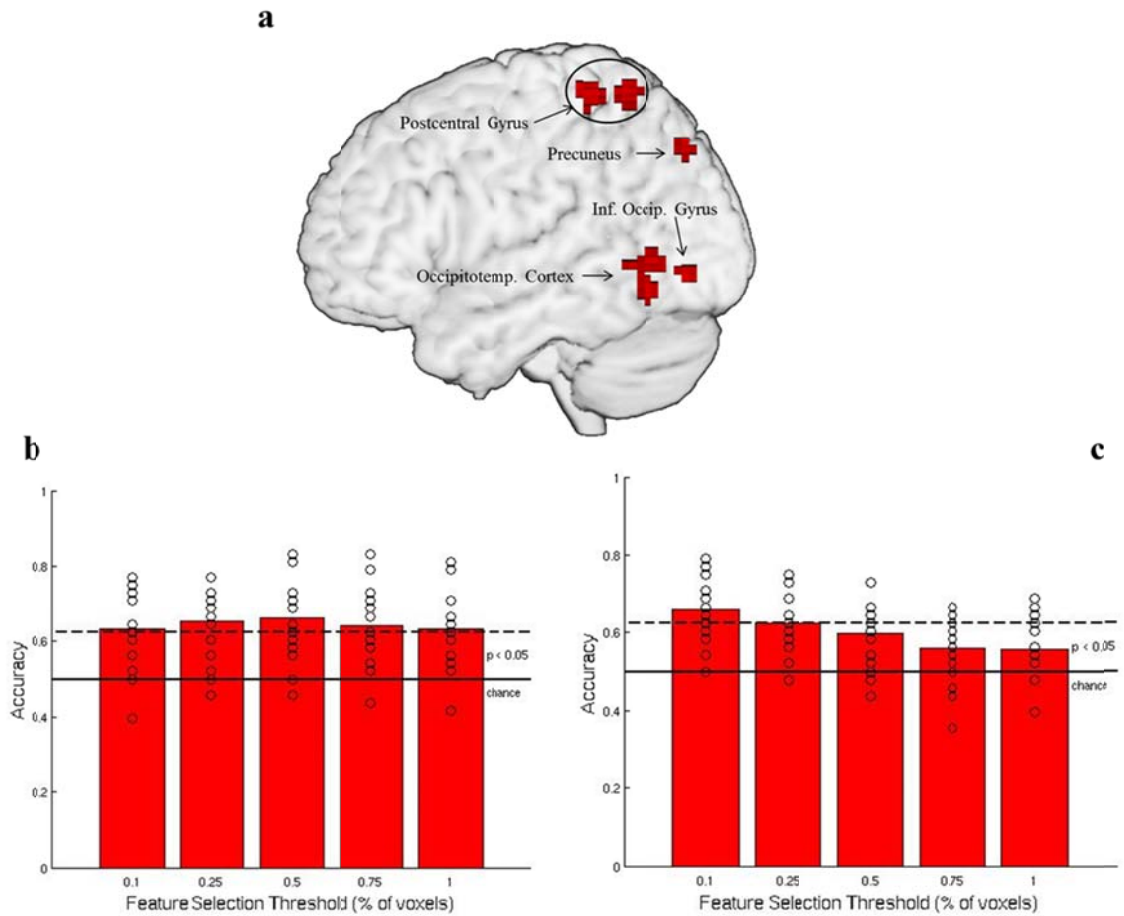 a
Postcentral Gyrus
Precuneus
Inf. Occip. Gyrus
Occipitotemp. Cortex
b
1
0.8
0.6
0.4
0.2
0
Accuracy
p < 0.05
chance
0.1 0.25 0.5 0.75 1
Feature Selection Threshold (% of voxels)
c
1
0.8
0.6
0.4
0.2
0
Accuracy
p < 0.05
chance
0.1 0.25 0.5 0.75 1
Feature Selection Threshold (% of voxels)